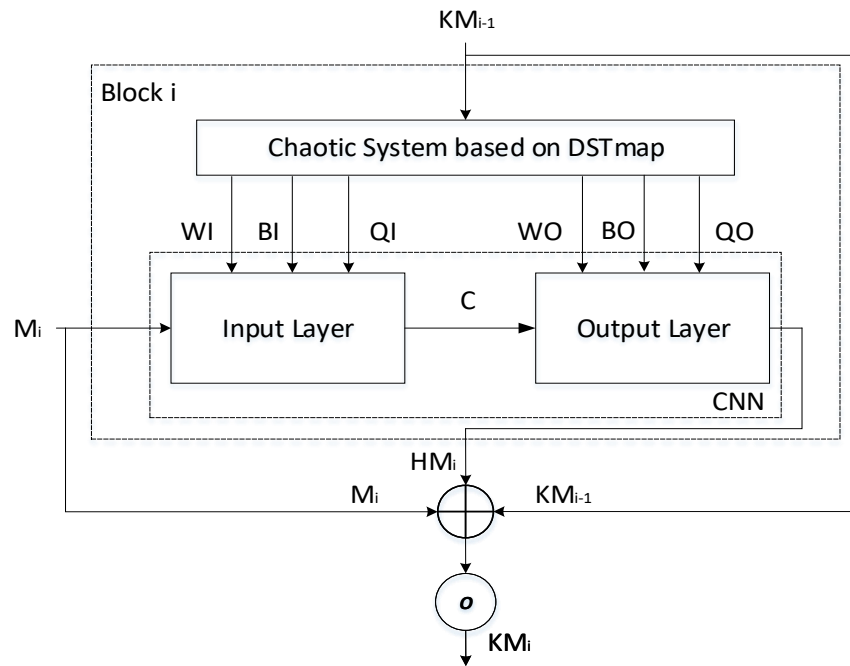 KMi-1
Block i
Chaotic System based on DSTmap
WI BI QI WO BO QO
C
Mi Input Layer Output Layer
CNN
HMi
Mi KMi-1
o
KMi